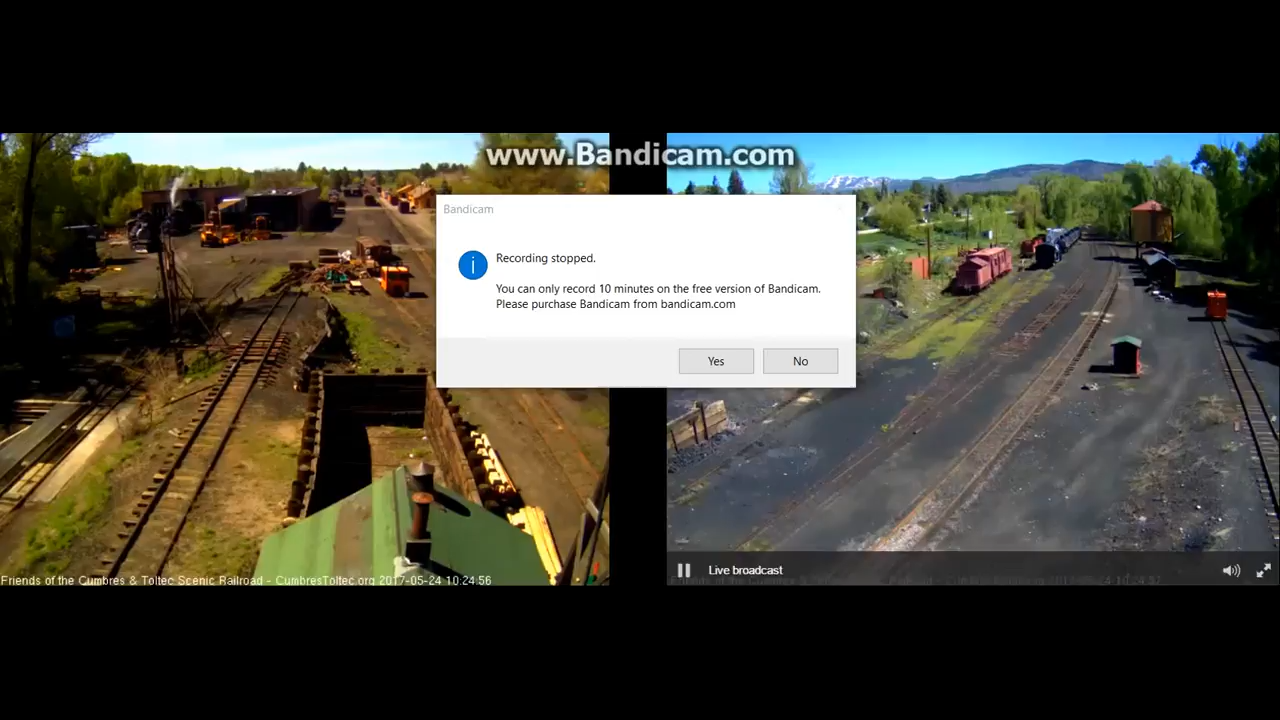 www.Bandicam.com
Bandicam
Recording stopped.
You can only record 10 minutes on the free version of Bandicam.
Please purchase Bandicam from bandicam.com
Yes
No
Live broadcast
Friends of the Cumbres & Toltec Scenic Railroad - CumbresToltec.org 2017-05-24 10:24:56